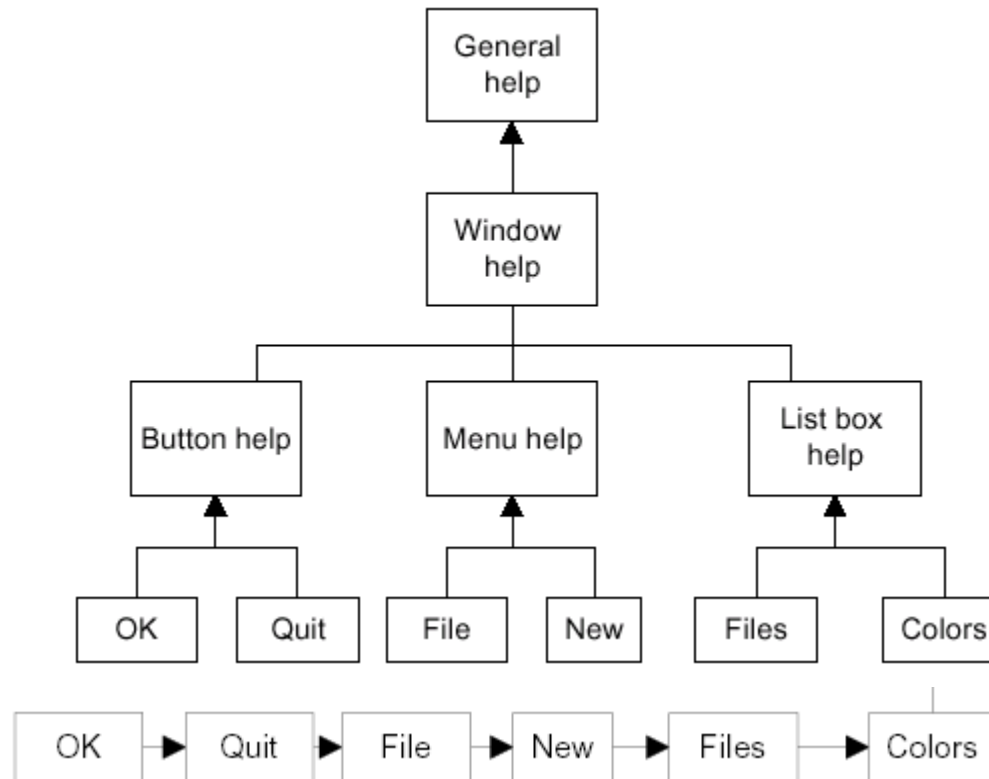 General
help
Window
help
Button help
Menu help
List box
help
OK
Quit
File
New
Files
Colors
OK
Quit
File
New
Files
Colors